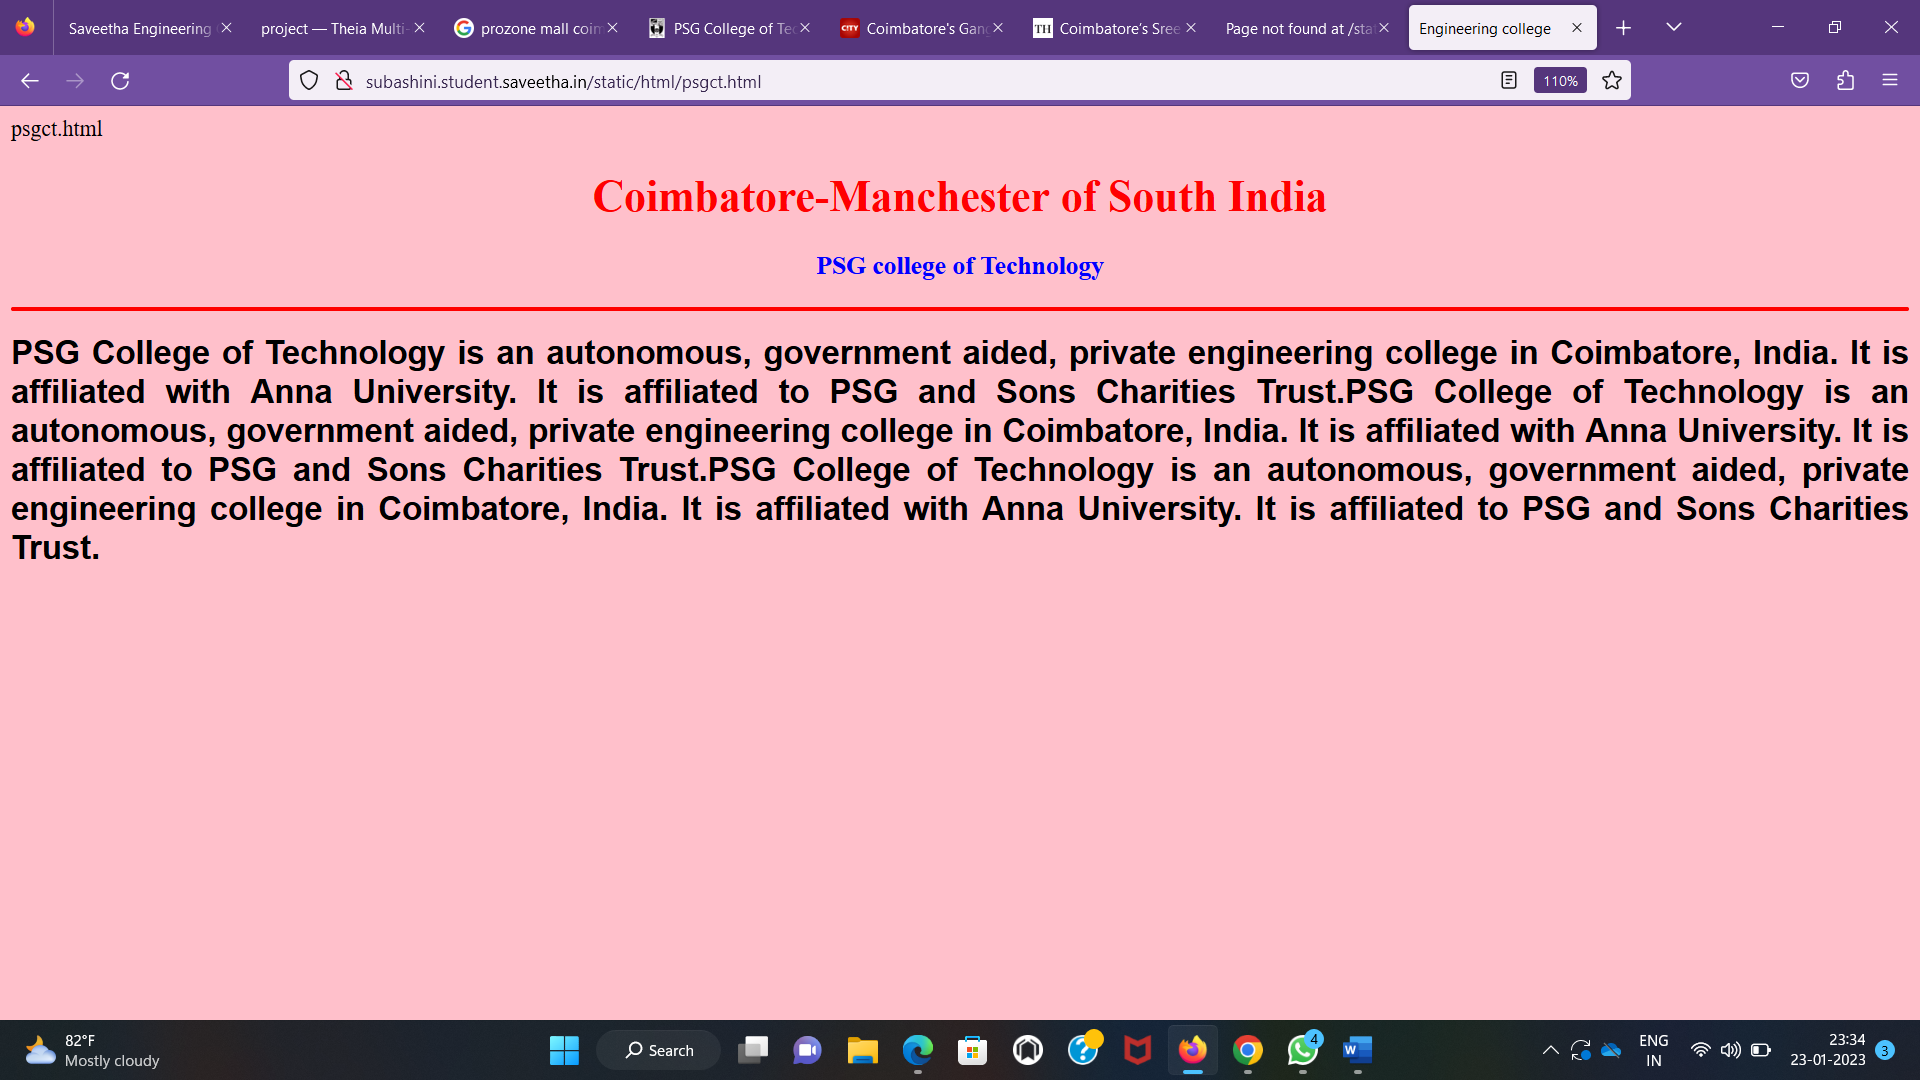 Saveetha Engineering
project — Theia Multi-
prozone mall coim
PSG College of Tec
CITY Coimbatore's Gang
TH Coimbatore's Sree
Page not found at /stat
Engineering college
subashini.student.saveetha.in/static/html/psgct.html
110%
psgct.html
Coimbatore-Manchester of South India
PSG college of Technology
PSG College of Technology is an autonomous, government aided, private engineering college in Coimbatore, India. It is
affiliated with Anna University. It is affiliated to PSG and Sons Charities Trust.PSG College of Technology is an
autonomous, government aided, private engineering college in Coimbatore, India. It is affiliated with Anna University. It is
affiliated to PSG and Sons Charities Trust.PSG College of Technology is an autonomous, government aided, private
engineering college in Coimbatore, India. It is affiliated with Anna University. It is affiliated to PSG and Sons Charities
Trust.
82°F
Mostly cloudy
Search
4
W
ENG
IN
23:34
23-01-2023
3